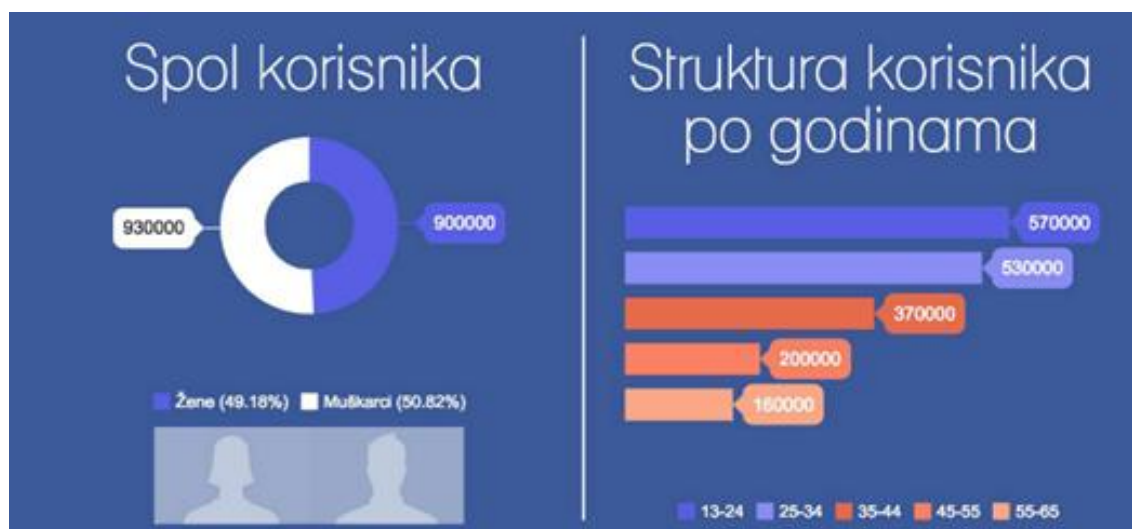 Spol korisnika
930000
900000
Žene (49.18%) Muškarci (50.82%)
Struktura korisnika
po godinama
570000
530000
370000
200000
160000
13-24 25-34 35-44 45-55 55-65